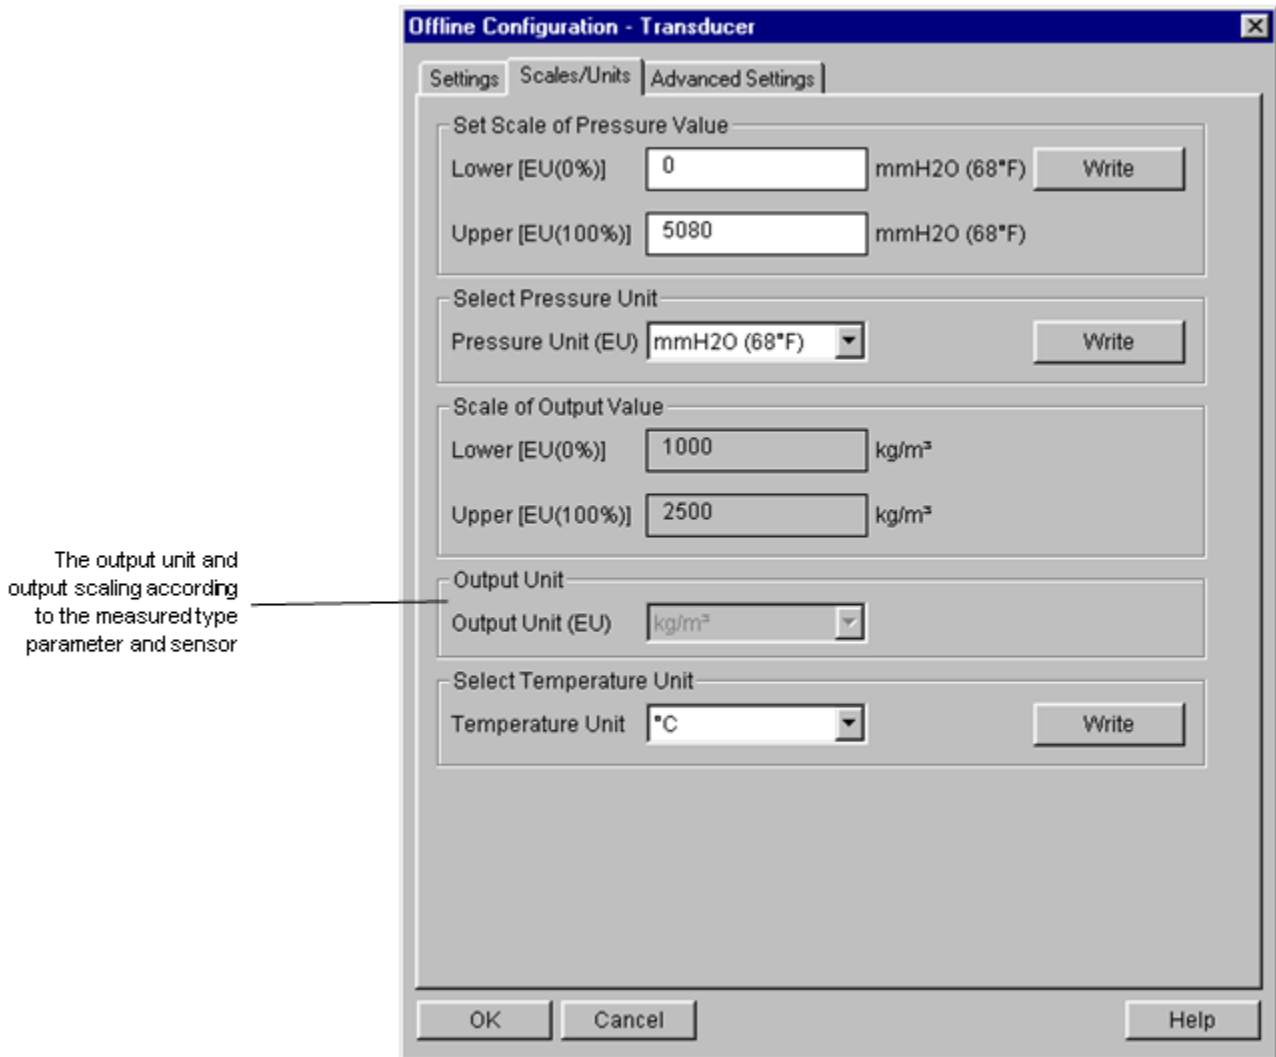 Offline Configuration - Transducer
Settings Scales/Units Advanced Settings
Set Scale of Pressure Value
Lower [EU(0%)] 0 mmH2O (68°F) Write
Upper [EU(100%)] 5080 mmH2O (68°F)
Select Pressure Unit
Pressure Unit (EU) mmH2O (68°F) Write
Scale of Output Value
Lower [EU(0%)] 1000 kg/m³
Upper [EU(100%)] 2500 kg/m³
The output unit and
output scaling according
to the measured type
parameter and sensor
Output Unit
Output Unit (EU) kg/m³
Select Temperature Unit
Temperature Unit °C Write
OK Cancel Help